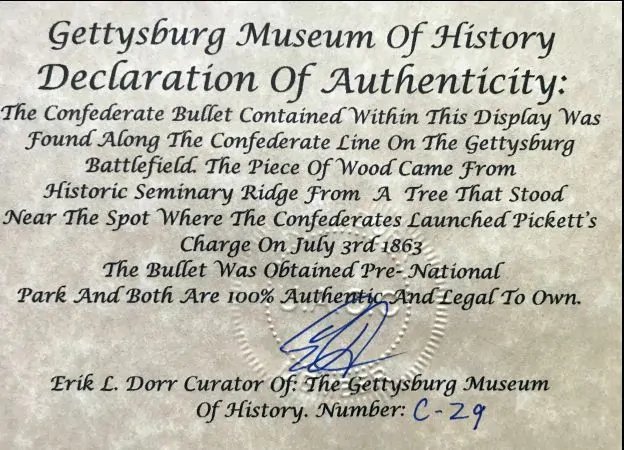 Gettysburg Museum Of History
Declaration Of Authenticity:
The Confederate Bullet Contained Within This Display Was
Found Along The Confederate Line On The Gettysburg
Battlefield. The Piece Of Wood Came From
Historic Seminary Ridge From A Tree That Stood
Near The Spot Where The Confederates Launched Pickett's
Charge On July 3rd 1863
The Bullet Was Obtained Pre- National
Park And Both Are 100% Authentic And Legal To Own.
Erik L. Dorr Curator Of: The Gettysburg Museum
Of History. Number: C-29